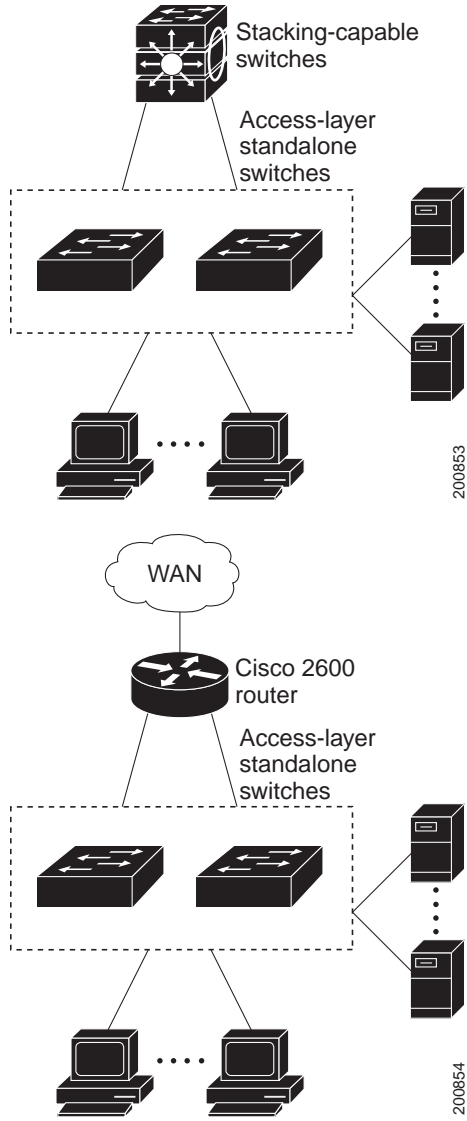 Stacking-capable
switches
Access-layer
standalone
switches
200853
WAN
Cisco 2600
router
Access-layer
standalone
switches
200854